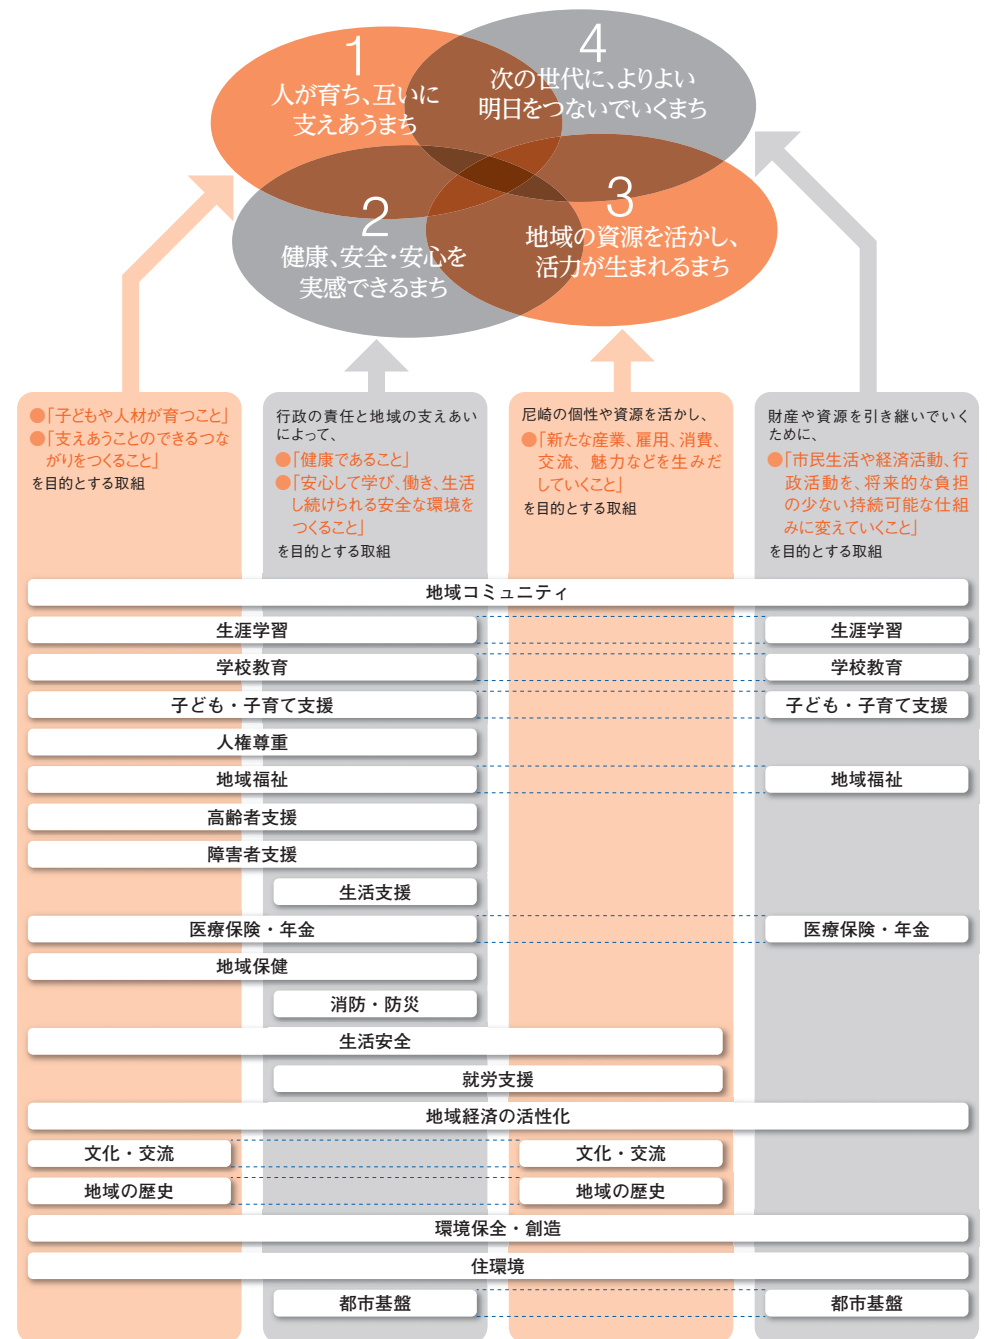 1
人が育ち、互いに
支えあうまち
4
次の世代に、よりよい
明日をつないでいくまち
2
健康、安全・安心を
実感できるまち
3
地域の資源を活かし、
活力が生まれるまち
●「子どもや人材が育つこと」
●「支えあうことのできるつな
がりをつくること」
を目的とする取組
行政の責任と地域の支えあい
によって、
●「健康であること」
●「安心して学び、働き、生活
し続けられる安全な環境を
つくること」
を目的とする取組
尼崎の個性や資源を活かし、
●「新たな産業、雇用、消費、
交流、魅力などを生みだ
していくこと」
を目的とする取組
財産や資源を引き継いでいく
ために、
●「市民生活や経済活動、行
政活動を、将来的な負担
の少ない持続可能な仕組
みに変えていくこと」
を目的とする取組
地域コミュニティ
生涯学習 生涯学習
学校教育 学校教育
子ども・子育て支援 子ども・子育て支援
人権尊重
地域福祉 地域福祉
高齢者支援
障害者支援
生活支援
医療保険・年金 医療保険・年金
地域保健
消防・防災
生活安全
就労支援
地域経済の活性化
文化・交流 文化・交流
地域の歴史 地域の歴史
環境保全・創造
住環境
都市基盤 都市基盤